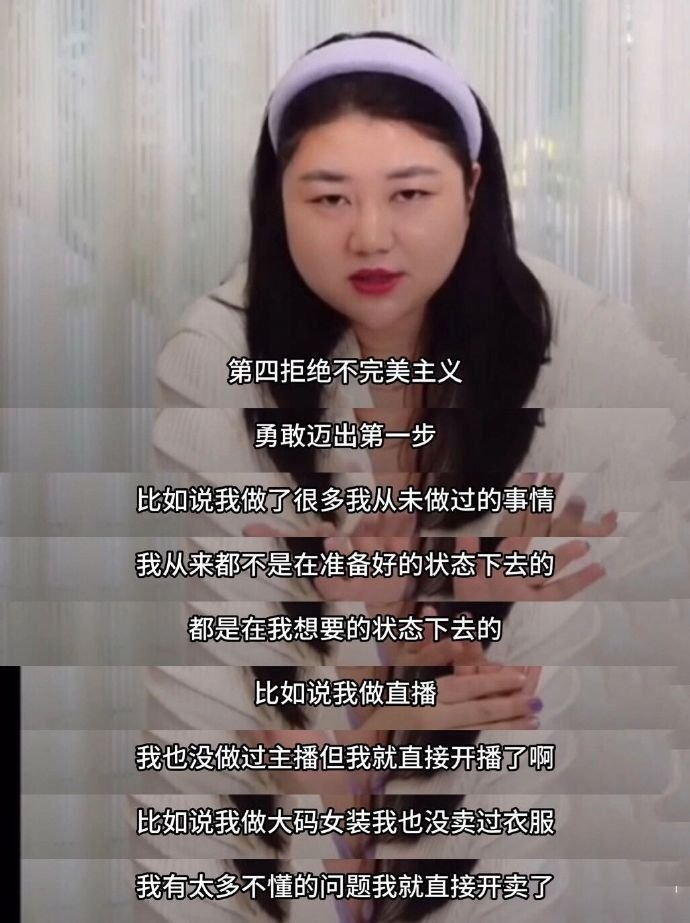 第四拒绝不完美主义
勇敢迈出第一步
比如说我做了很多我从未做过的事情
我从来都不是在准备好的状态下去的
都是在我想要的状态下去的
比如说我做直播
我也没做过主播但我就直接开播了啊
比如说我做大码女装我也没卖过衣服
我有太多不懂的问题我就直接开卖了